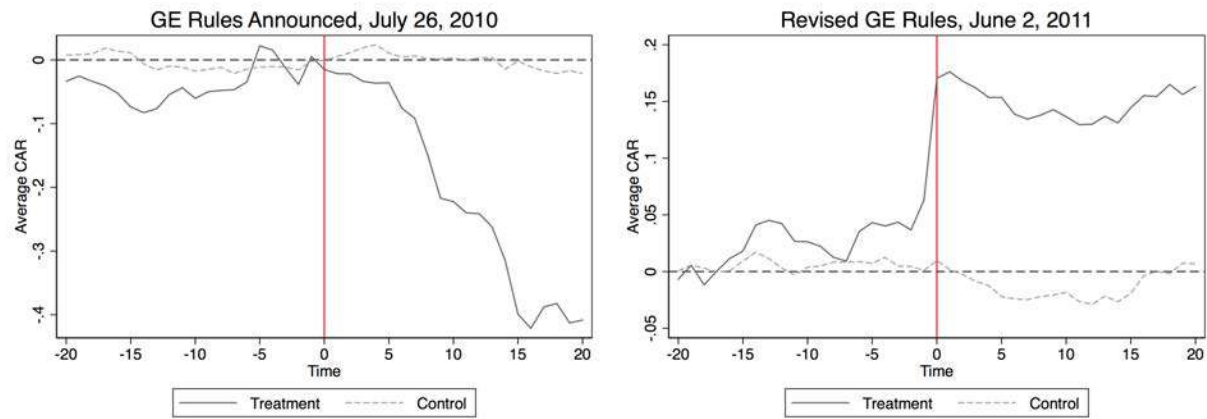 GE Rules Announced, July 26, 2010
Average CAR
0
-.1
-.2
-.3
-.4
-20 -15 -10 -5 0 5 10 15 20
Time
Treatment Control
Revised GE Rules, June 2, 2011
Average CAR
.2
.15
.1
.05
0
-.05
-20 -15 -10 -5 0 5 10 15 20
Time
Treatment Control